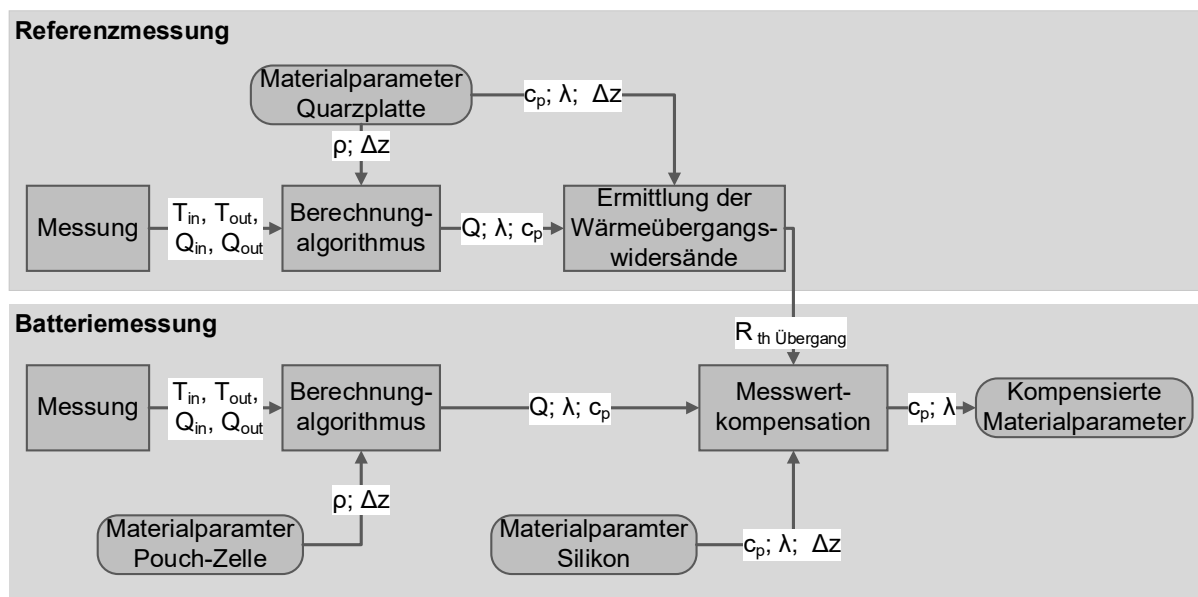 Referenzmessung
Materialparameter
Quarzplatte
cp; λ; Δz
ρ; Δz
Messung
Tin, Tout,
Qin, Qout
Berechnung-
algorithmus
Q; λ; cp
Ermittlung der
Wärmeübergangs-
widersände
Batteriemessung
R th Übergang
Messung
Tin, Tout,
Qin, Qout
Berechnung-
algorithmus
Q; λ; cp
Messwert-
kompensation
cp; λ
Kompensierte
Materialparameter
ρ; Δz
Materialparamter
Pouch-Zelle
Materialparamter
Silikon
cp; λ; Δz